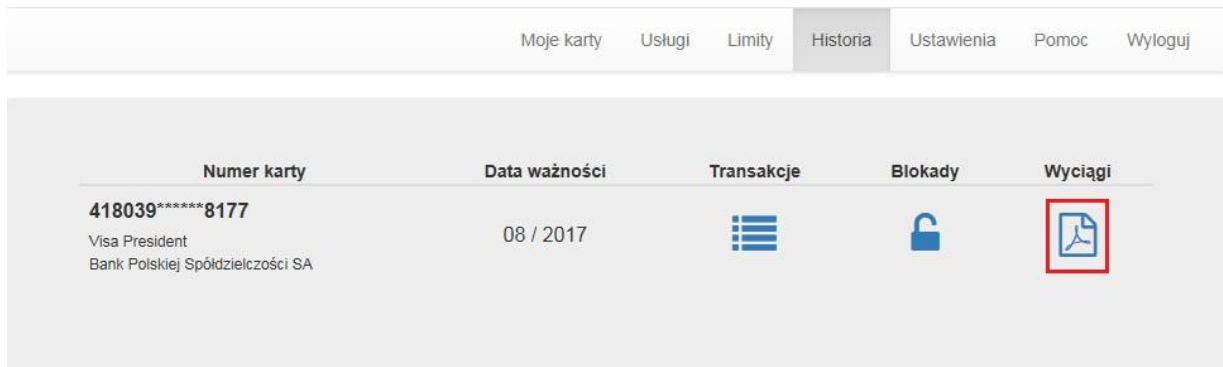 Moje karty Usługi Limity Historia Ustawienia Pomoc Wyloguj
Numer karty Data ważności Transakcje Blokady Wyciągi
418039******8177
Visa President
Bank Polskiej Spółdzielczości SA
08 / 2017